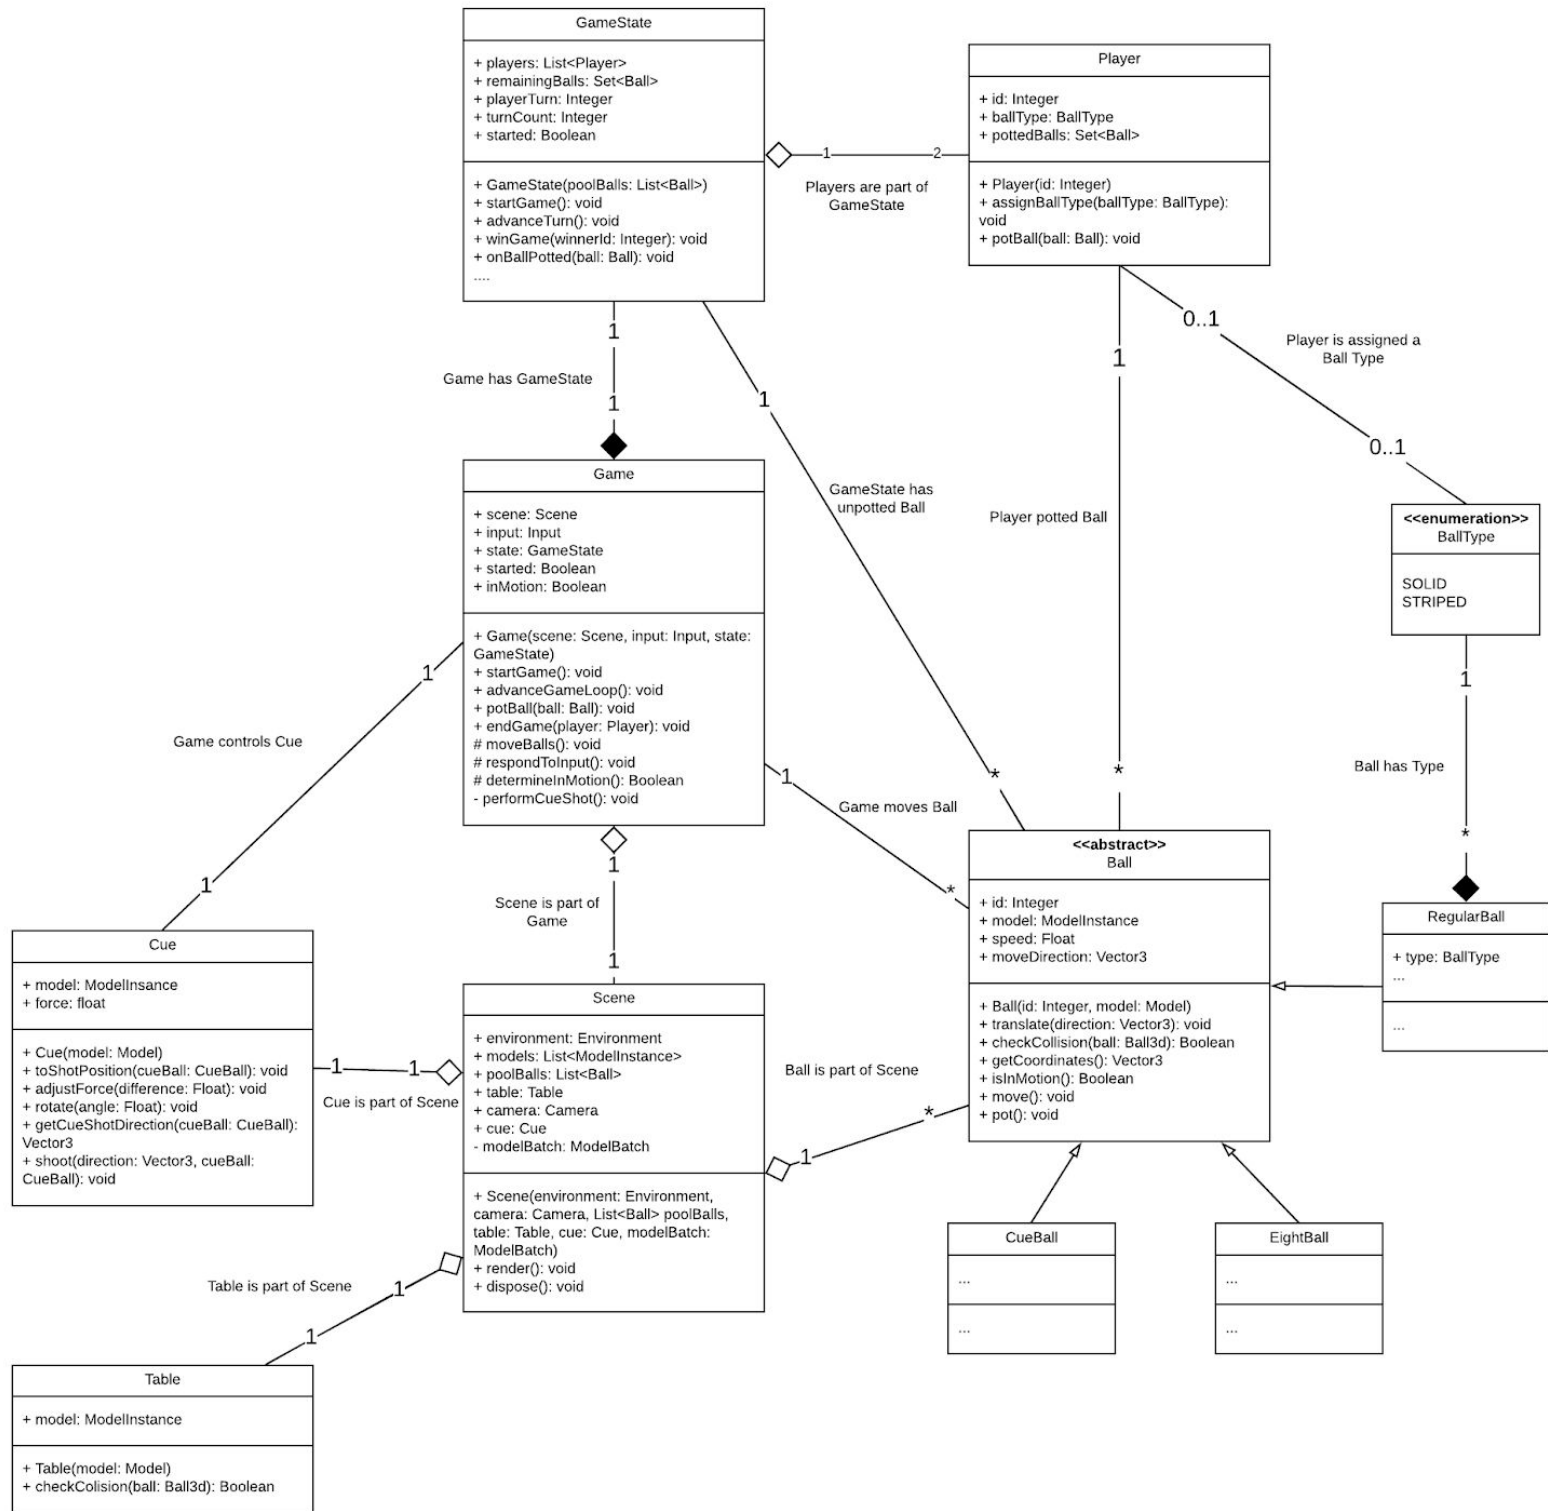 GameState
+ players: List<Player>
+ remainingBalls: Set<Ball>
+ playerTurn: Integer
+ turnCount: Integer
+ started: Boolean
+ GameState(poolBalls: List<Ball>)
+ startGame(): void
+ advanceTurn(): void
+ winGame(winnerId: Integer): void
+ onBallPotted(ball: Ball): void
....
1
2
Players are part of
GameState
Player
+ id: Integer
+ ballType: BallType
+ pottedBalls: Set<Ball>
+ Player(id: Integer)
+ assignBallType(ballType: BallType):
void
+ potBall(ball: Ball): void
1
Game has GameState
1
1
GameState has
unpotted Ball
*
1
Player potted Ball
*
0..1
Player is assigned a
Ball Type
0..1
<<enumeration>>
BallType
SOLID
STRIPED
1
Ball has Type
*
Game
+ scene: Scene
+ input: Input
+ state: GameState
+ started: Boolean
+ inMotion: Boolean
+ Game(scene: Scene, input: Input, state:
GameState)
+ startGame(): void
+ advanceGameLoop(): void
+ potBall(ball: Ball): void
+ endGame(player: Player): void
# moveBalls(): void
# respondToInput(): void
# determineInMotion(): Boolean
- performCueShot(): void
1
Game controls Cue
1
1
Game moves Ball
*
1
Scene is part of
Game
1
<<abstract>>
Ball
+ id: Integer
+ model: ModelInstance
+ speed: Float
+ moveDirection: Vector3
+ Ball(id: Integer, model: Model)
+ translate(direction: Vector3): void
+ checkCollision(ball: Ball3d): Boolean
+ getCoordinates(): Vector3
+ isInMotion(): Boolean
+ move(): void
+ pot(): void
RegularBall
+ type: BallType
...
...
Cue
+ model: ModelInsance
+ force: float
+ Cue(model: Model)
+ toShotPosition(cueBall: CueBall): void
+ adjustForce(difference: Float): void
+ rotate(angle: Float): void
+ getCueShotDirection(cueBall: CueBall):
Vector3
+ shoot(direction: Vector3, cueBall:
CueBall): void
1
1
Cue is part of Scene
Scene
+ environment: Environment
+ models: List<ModelInstance>
+ poolBalls: List<Ball>
+ table: Table
+ camera: Camera
+ cue: Cue
- modelBatch: ModelBatch
+ Scene(environment: Environment,
camera: Camera, List<Ball> poolBalls,
table: Table, cue: Cue, modelBatch:
ModelBatch)
+ render(): void
+ dispose(): void
Ball is part of Scene
*
1
CueBall
...
...
EightBall
...
...
Table is part of Scene
1
1
Table
+ model: ModelInstance
+ Table(model: Model)
+ checkColision(ball: Ball3d): Boolean